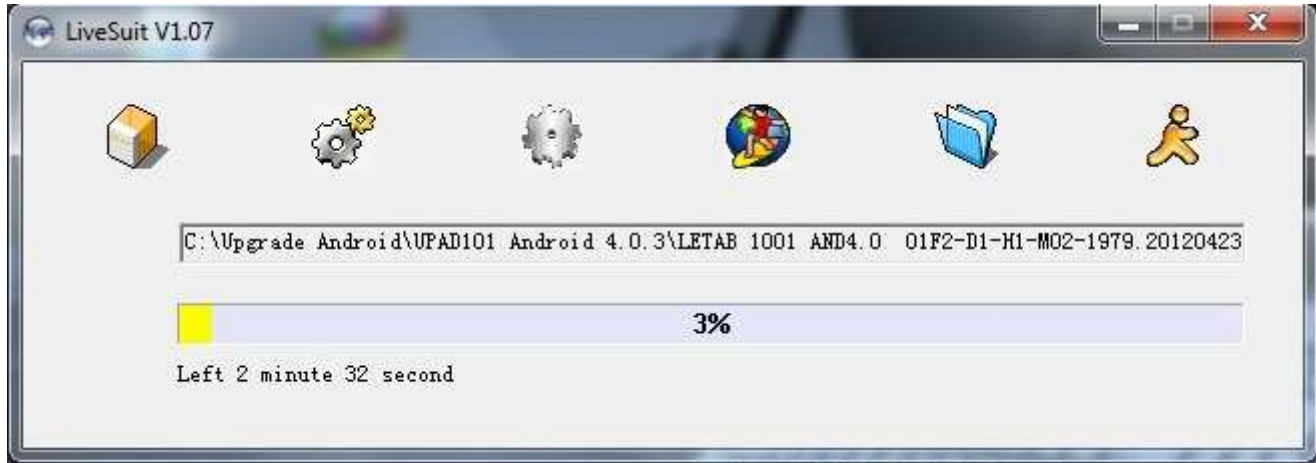 LiveSuit V1.07
C:\Upgrade Android\UPAD101 Android 4.0.3\LETAB 1001 AND4.0  01F2-D1-H1-M02-1979.20120423
3%
Left 2 minute 32 second